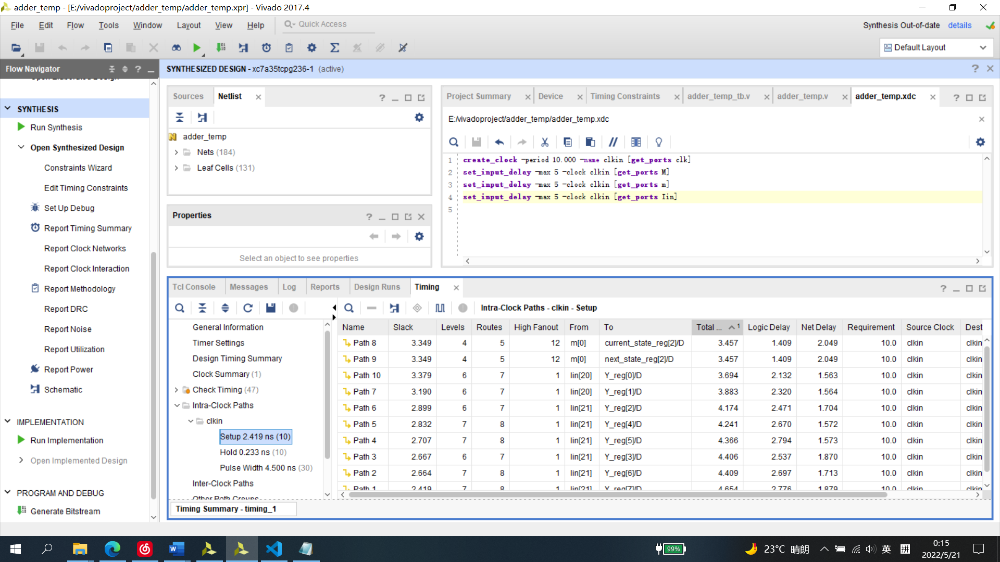 adder_temp - [E:/vivadoproject/adder_temp/adder_temp.xpr] - Vivado 2017.4
File Edit Flow Tools Window Layout View Help Quick Access
Synthesis Out-of-date details
Default Layout
Flow Navigator
SYNTHESIZED DESIGN - xc7a35tcpg236-1 (active)
SYNTHESIS
Run Synthesis
Open Synthesized Design
Constraints Wizard
Edit Timing Constraints
Set Up Debug
Report Timing Summary
Report Clock Networks
Report Clock Interaction
Report Methodology
Report DRC
Report Noise
Report Utilization
Report Power
Schematic
IMPLEMENTATION
Run Implementation
Open Implemented Design
PROGRAM AND DEBUG
Generate Bitstream
Sources Netlist
adder_temp
Nets (184)
Leaf Cells (131)
Properties
Select an object to see properties
Project Summary Device Timing Constraints adder_temp_tb.v adder_temp.v adder_temp.xdc
E:/vivadoproject/adder_temp/adder_temp.xdc
1 create_clock -period 10.000 -name clkin [get_ports clk]
2 set_input_delay -max 5 -clock clkin [get_ports M]
3 set_input_delay -max 5 -clock clkin [get_ports m]
4 set_input_delay -max 5 -clock clkin [get_ports Iin]
5
Tcl Console Messages Log Reports Design Runs Timing
Intra-Clock Paths - clkin - Setup
General Information
Timer Settings
Design Timing Summary
Clock Summary (1)
Check Timing (47)
Intra-Clock Paths
clkin
Setup 2.419 ns (10)
Hold 0.233 ns (10)
Pulse Width 4.500 ns (30)
Inter-Clock Paths
Other Path Groups
Name Slack Levels Routes High Fanout From To Total ... 1 Logic Delay Net Delay Requirement Source Clock Dest
Path 8 3.349 4 5 12 m[0] current_state_reg[2]/D 3.457 1.409 2.049 10.0 clkin clkin
Path 9 3.349 4 5 12 m[0] next_state_reg[2]/D 3.457 1.409 2.049 10.0 clkin clkin
Path 10 3.379 6 7 1 Iin[20] Y_reg[0]/D 3.694 2.132 1.563 10.0 clkin clkin
Path 7 3.190 6 7 1 Iin[20] Y_reg[1]/D 3.883 2.320 1.564 10.0 clkin clkin
Path 6 2.899 6 7 1 Iin[21] Y_reg[2]/D 4.174 2.471 1.704 10.0 clkin clkin
Path 5 2.832 7 8 1 Iin[21] Y_reg[4]/D 4.241 2.670 1.572 10.0 clkin clkin
Path 4 2.707 7 8 1 Iin[21] Y_reg[5]/D 4.366 2.794 1.573 10.0 clkin clkin
Path 3 2.667 6 7 1 Iin[21] Y_reg[3]/D 4.406 2.537 1.870 10.0 clkin clkin
Path 2 2.664 7 8 1 Iin[21] Y_reg[6]/D 4.409 2.697 1.713 10.0 clkin clkin
Path 1 2.419 7 8 1 Iin[21] Y_reg[7]/D 4.654 2.776 1.879 10.0 clkin clkin
Timing Summary - timing_1
99%
23°C 晴朗
英
拼
0:15
2022/5/21